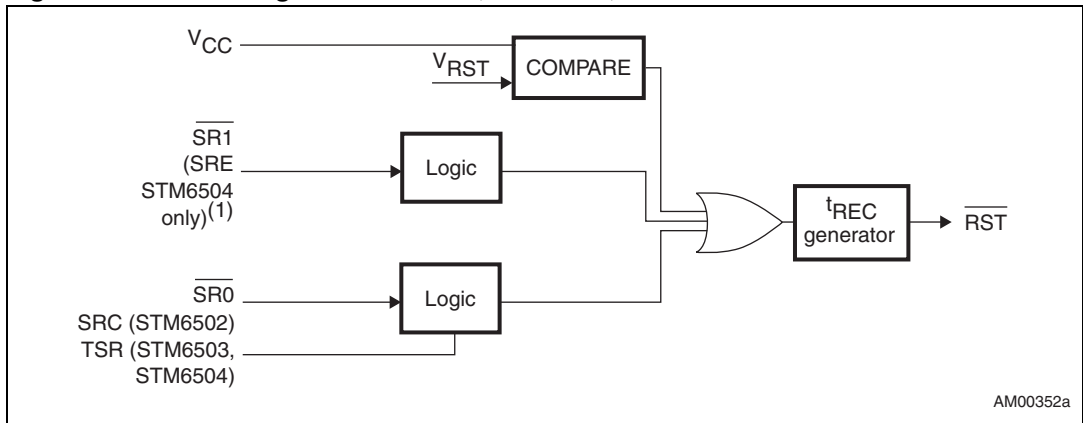 VCC
VRST
COMPARE
SR1
(SRE
STM6504
only)(1)
Logic
tREC
generator
RST
SR0
SRC (STM6502)
TSR (STM6503,
STM6504)
Logic
AM00352a